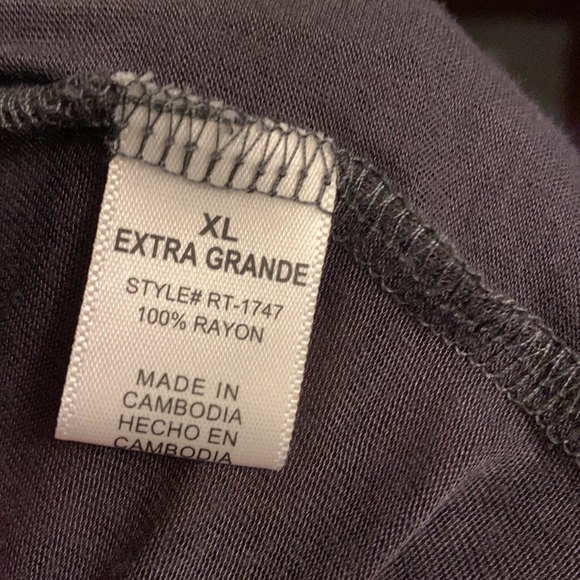 XL
EXTRA GRANDE
STYLE# RT-1747
100% RAYON
MADE IN
CAMBODIA
HECHO EN
CAMBODIA